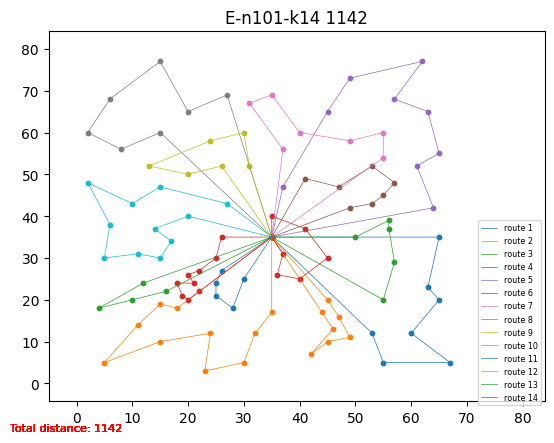 E-n101-k14 1142
80
70
60
50
40
30
20
10
0
0 10 20 30 40 50 60 70 80
route 1
route 2
route 3
route 4
route 5
route 6
route 7
route 8
route 9
route 10
route 11
route 12
route 13
route 14
Total distance: 1142